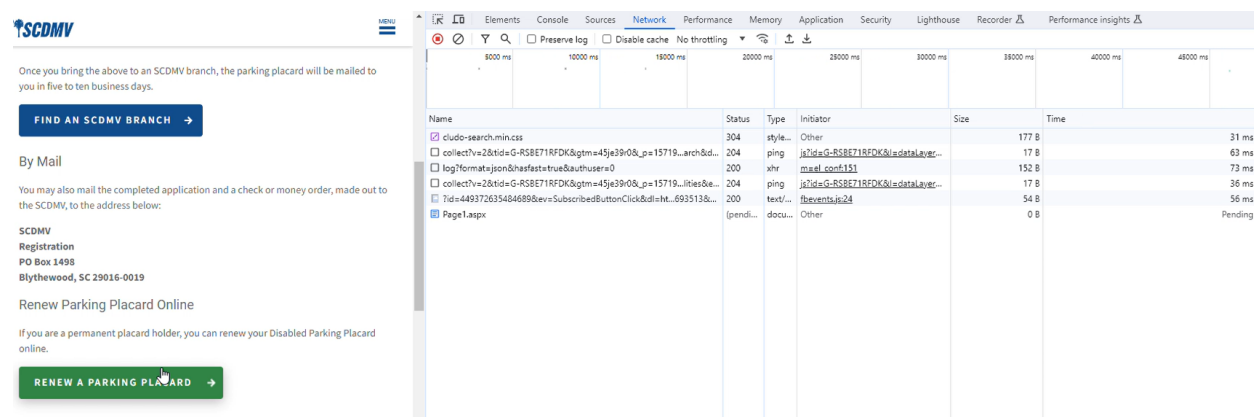 SCDMV
MENU
Once you bring the above to an SCDMV branch, the parking placard will be mailed to
you in five to ten business days.
FIND AN SCDMV BRANCH →
By Mail
You may also mail the completed application and a check or money order, made out to
the SCDMV, to the address below:
SCDMV
Registration
PO Box 1498
Blythewood, SC 29016-0019
Renew Parking Placard Online
If you are a permanent placard holder, you can renew your Disabled Parking Placard
online.
RENEW A PARKING PLACARD →
Elements Console Sources Network Performance Memory Application Security Lighthouse Recorder Performance insights
Preserve log Disable cache No throttling
5000 ms 10000 ms 15000 ms 20000 ms 25000 ms 30000 ms 35000 ms 40000 ms 45000 ms
Name Status Type Initiator Size Time
cludo-search.min.css 304 style... Other 177 B 31 ms
collect?v=2&tid=G-RSBE71RFDK&gtm=45je39r0&_p=15719...arch&d... 204 ping js?id=G-RSBE71RFDK&l=dataLayer... 17 B 63 ms
log?format=json&hasfast=true&authuser=0 200 xhr m=el_conf:151 152 B 73 ms
collect?v=2&tid=G-RSBE71RFDK&gtm=45je39r0&_p=15719...lities&e... 204 ping js?id=G-RSBE71RFDK&l=dataLayer... 17 B 36 ms
?id=449372635484689&ev=SubscribedButtonClick&dl=ht...693513&... 200 text/... fbevents.js:24 54 B 56 ms
Page1.aspx (pendi... docu... Other 0 B Pending